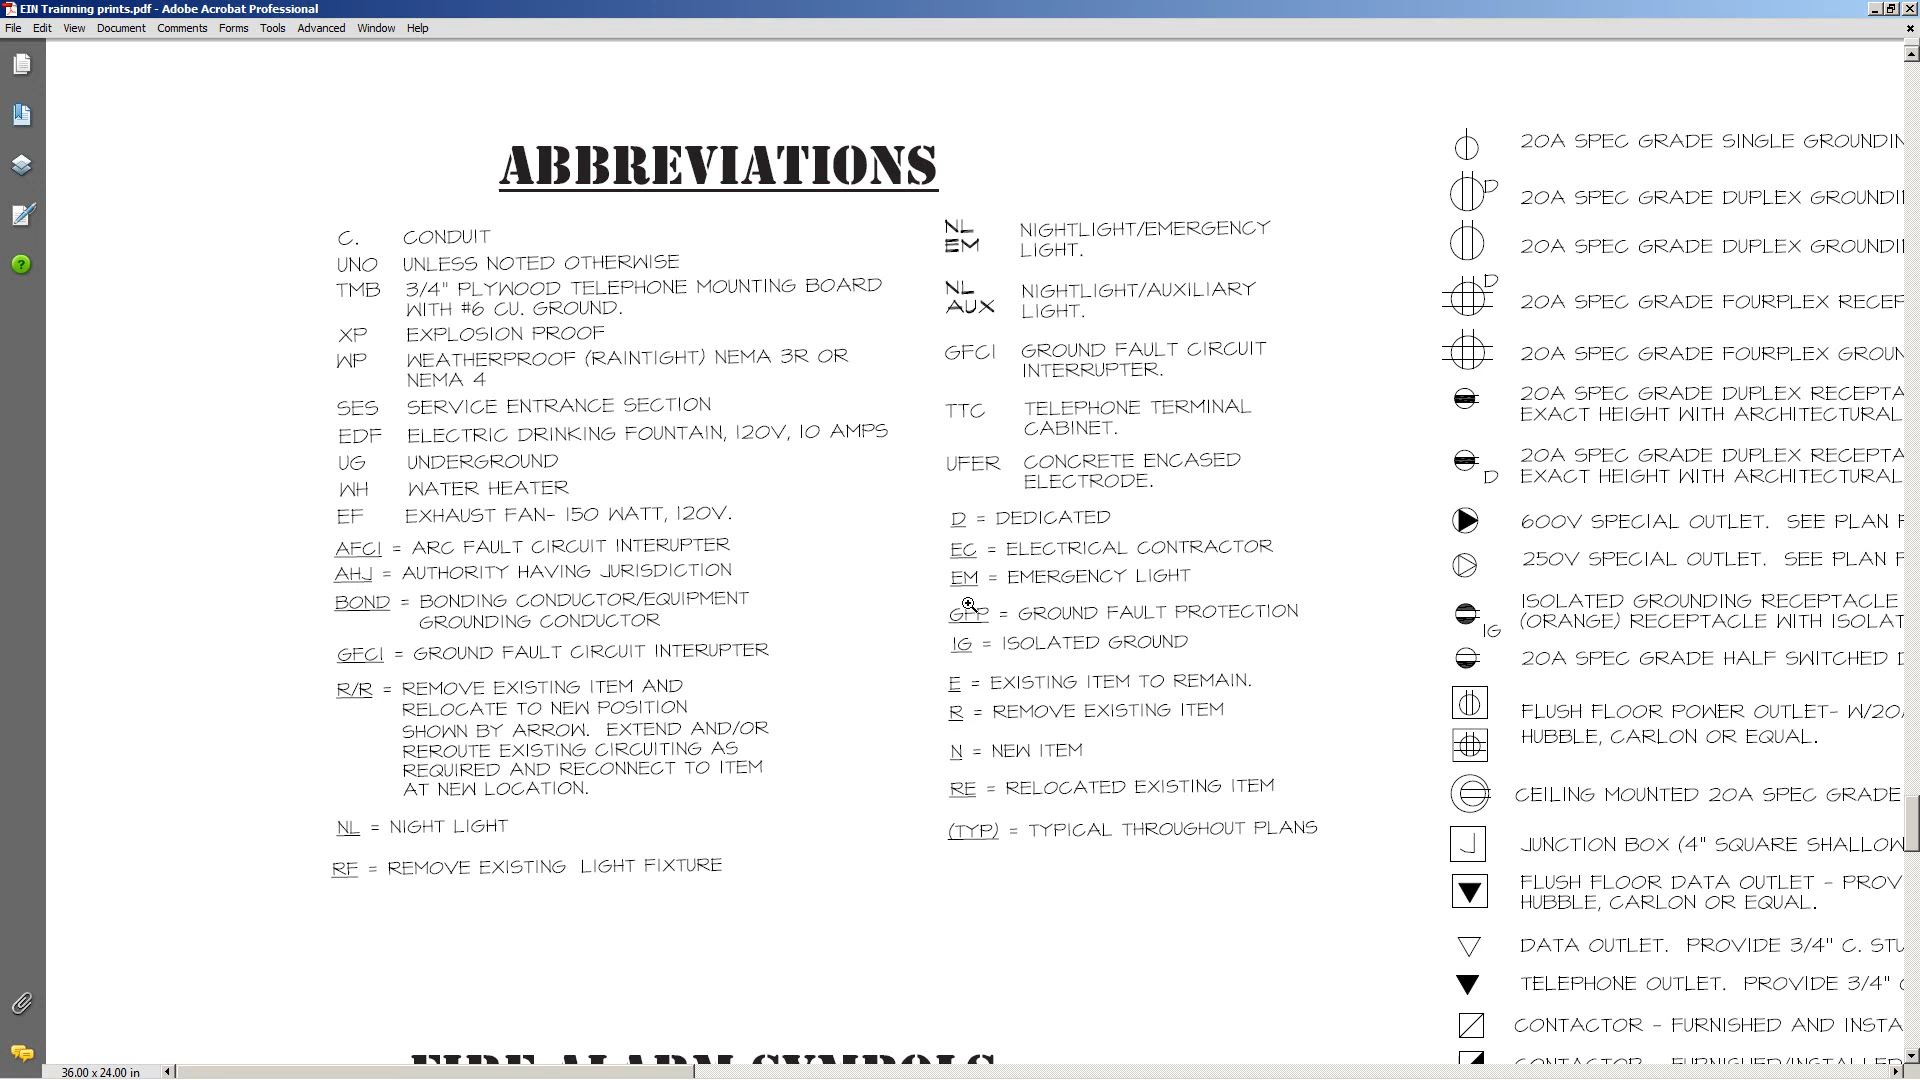 EIN Trainning prints.pdf - Adobe Acrobat Professional
File Edit View Document Comments Forms Tools Advanced Window Help
ABBREVIATIONS
C. CONDUIT
UNO UNLESS NOTED OTHERWISE
TMB 3/4" PLYWOOD TELEPHONE MOUNTING BOARD
WITH #6 CU. GROUND.
XP EXPLOSION PROOF
WP WEATHERPROOF (RAINTIGHT) NEMA 3R OR
NEMA 4
SES SERVICE ENTRANCE SECTION
EDF ELECTRIC DRINKING FOUNTAIN, 120V, 10 AMPS
UG UNDERGROUND
WH WATER HEATER
EF EXHAUST FAN- 150 WATT, 120V.
AFCI = ARC FAULT CIRCUIT INTERUPTER
AHJ = AUTHORITY HAVING JURISDICTION
BOND = BONDING CONDUCTOR/EQUIPMENT
GROUNDING CONDUCTOR
GFCI = GROUND FAULT CIRCUIT INTERUPTER
R/R = REMOVE EXISTING ITEM AND
RELOCATE TO NEW POSITION
SHOWN BY ARROW. EXTEND AND/OR
REROUTE EXISTING CIRCUITING AS
REQUIRED AND RECONNECT TO ITEM
AT NEW LOCATION.
NL = NIGHT LIGHT
RF = REMOVE EXISTING LIGHT FIXTURE
NL NIGHTLIGHT/EMERGENCY
EM LIGHT.
NL NIGHTLIGHT/AUXILIARY
AUX LIGHT.
GFCI GROUND FAULT CIRCUIT
INTERRUPTER.
TTC TELEPHONE TERMINAL
CABINET.
UFER CONCRETE ENCASED
ELECTRODE.
D = DEDICATED
EC = ELECTRICAL CONTRACTOR
EM = EMERGENCY LIGHT
GFP = GROUND FAULT PROTECTION
IG = ISOLATED GROUND
E = EXISTING ITEM TO REMAIN.
R = REMOVE EXISTING ITEM
N = NEW ITEM
RE = RELOCATED EXISTING ITEM
(TYP) = TYPICAL THROUGHOUT PLANS
20A SPEC GRADE SINGLE GROUNDIN
D 20A SPEC GRADE DUPLEX GROUNDI
20A SPEC GRADE DUPLEX GROUNDI
D 20A SPEC GRADE FOURPLEX RECEP
20A SPEC GRADE FOURPLEX GROUN
20A SPEC GRADE DUPLEX RECEPTA
EXACT HEIGHT WITH ARCHITECTURAL
20A SPEC GRADE DUPLEX RECEPTA
D EXACT HEIGHT WITH ARCHITECTURAL
600V SPECIAL OUTLET. SEE PLAN F
250V SPECIAL OUTLET. SEE PLAN F
ISOLATED GROUNDING RECEPTACLE
IG (ORANGE) RECEPTACLE WITH ISOLAT
20A SPEC GRADE HALF SWITCHED D
FLUSH FLOOR POWER OUTLET- W/20A
HUBBLE, CARLON OR EQUAL.
CEILING MOUNTED 20A SPEC GRADE
J JUNCTION BOX (4" SQUARE SHALLOW
FLUSH FLOOR DATA OUTLET - PROV
HUBBLE, CARLON OR EQUAL.
DATA OUTLET. PROVIDE 3/4" C. STU
TELEPHONE OUTLET. PROVIDE 3/4" C
CONTACTOR - FURNISHED AND INSTA
CONTACTOR - FURNISHED/INSTALLED
FIRE ALARM SYMBOLS
36.00 x 24.00 in